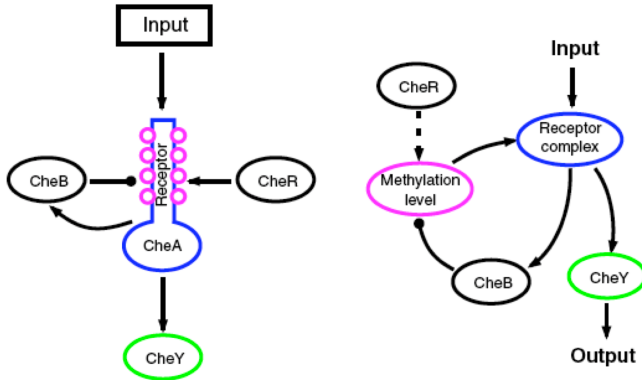 Input
Receptor
CheB
CheR
CheA
CheY
Input
CheR
Receptor
complex
Methylation
level
CheB
CheY
Output